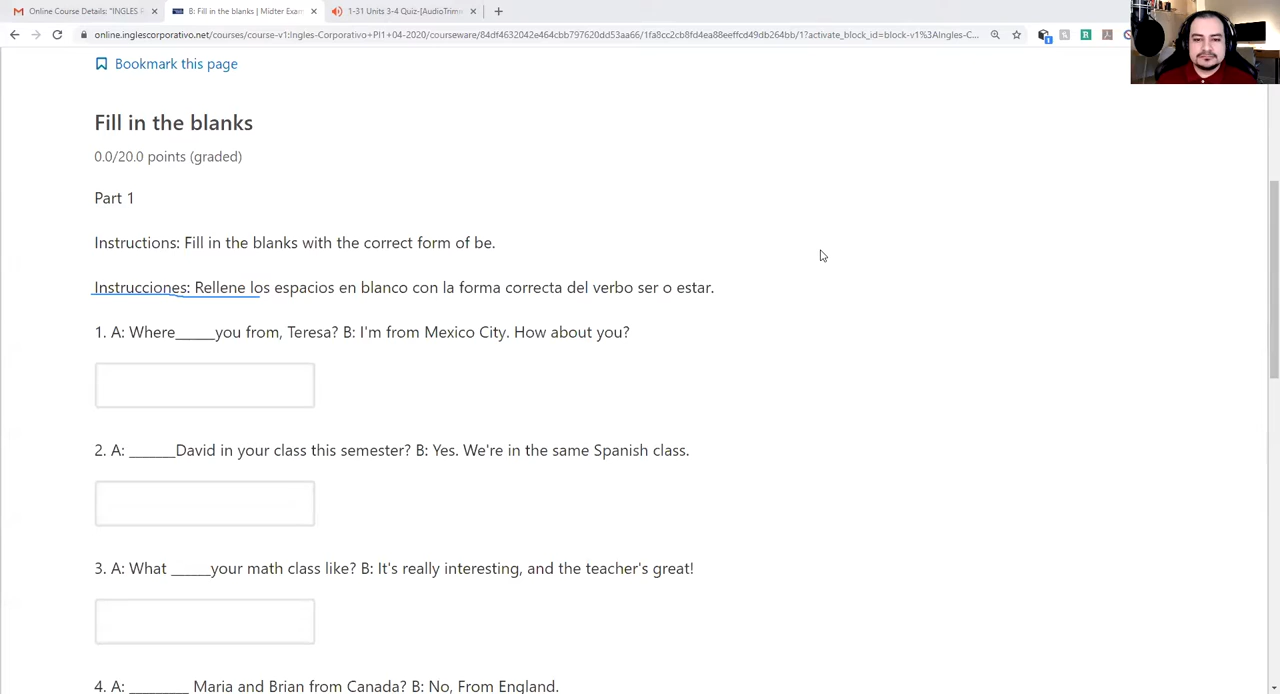 Online Course Details: "INGLES P
B: Fill in the blanks | Midter Exam
1-31 Units 3-4 Quiz-[AudioTrim
online.inglescorporativo.net/courses/course-v1:Ingles-Corporativo+PI1+04-2020/courseware/84df4632042e464cbb797620dd53aa66/1fa8cc2cb8fd4ea88eeffcd49db264bb/1?activate_block_id=block-v1%3AIngles-C...
Bookmark this page
Fill in the blanks
0.0/20.0 points (graded)
Part 1
Instructions: Fill in the blanks with the correct form of be.
Instrucciones: Rellene los espacios en blanco con la forma correcta del verbo ser o estar.
1. A: Where______you from, Teresa? B: I'm from Mexico City. How about you?
2. A: _______David in your class this semester? B: Yes. We're in the same Spanish class.
3. A: What ______your math class like? B: It's really interesting, and the teacher's great!
4. A: _________ Maria and Brian from Canada? B: No, From England.